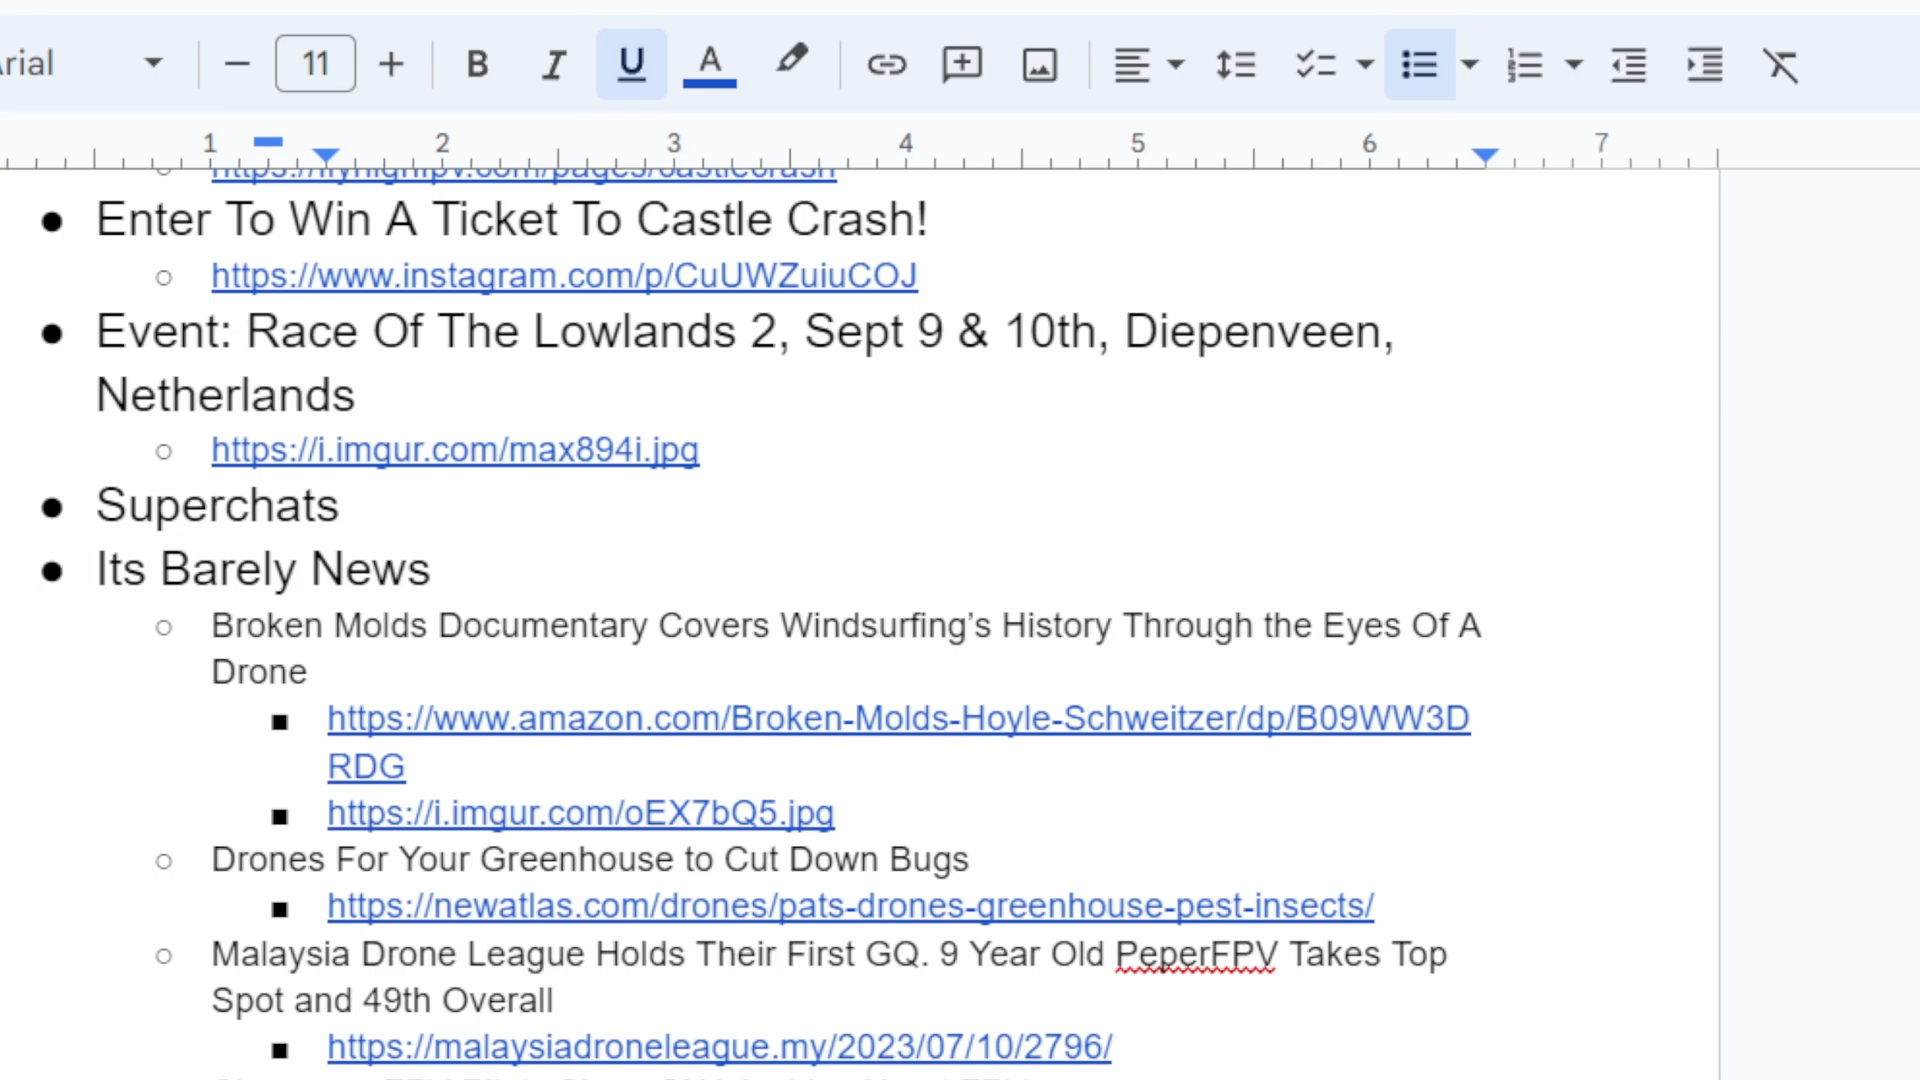 rial
11
B I U A
1 2 3 4 5 6 7
https://flyhighfpv.com/pages/castlecrash
Enter To Win A Ticket To Castle Crash!
https://www.instagram.com/p/CuUWZuiuCOJ
Event: Race Of The Lowlands 2, Sept 9 & 10th, Diepenveen,
Netherlands
https://i.imgur.com/max894i.jpg
Superchats
Its Barely News
Broken Molds Documentary Covers Windsurfing’s History Through the Eyes Of A
Drone
https://www.amazon.com/Broken-Molds-Hoyle-Schweitzer/dp/B09WW3D
RDG
https://i.imgur.com/oEX7bQ5.jpg
Drones For Your Greenhouse to Cut Down Bugs
https://newatlas.com/drones/pats-drones-greenhouse-pest-insects/
Malaysia Drone League Holds Their First GQ. 9 Year Old PeperFPV Takes Top
Spot and 49th Overall
https://malaysiadroneleague.my/2023/07/10/2796/